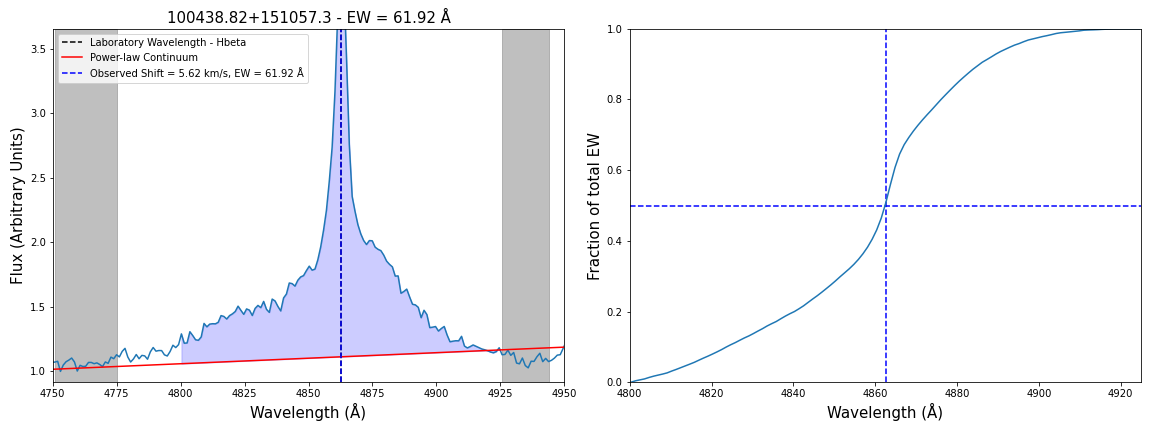 100438.82+151057.3 - EW = 61.92 Å
Laboratory Wavelength - Hbeta
Power-law Continuum
Observed Shift = 5.62 km/s, EW = 61.92 Å
Flux (Arbitrary Units)
3.5
3.0
2.5
2.0
1.5
1.0
4750 4775 4800 4825 4850 4875 4900 4925 4950
Wavelength (Å)
Fraction of total EW
1.0
0.8
0.6
0.4
0.2
0.0
4800 4820 4840 4860 4880 4900 4920
Wavelength (Å)